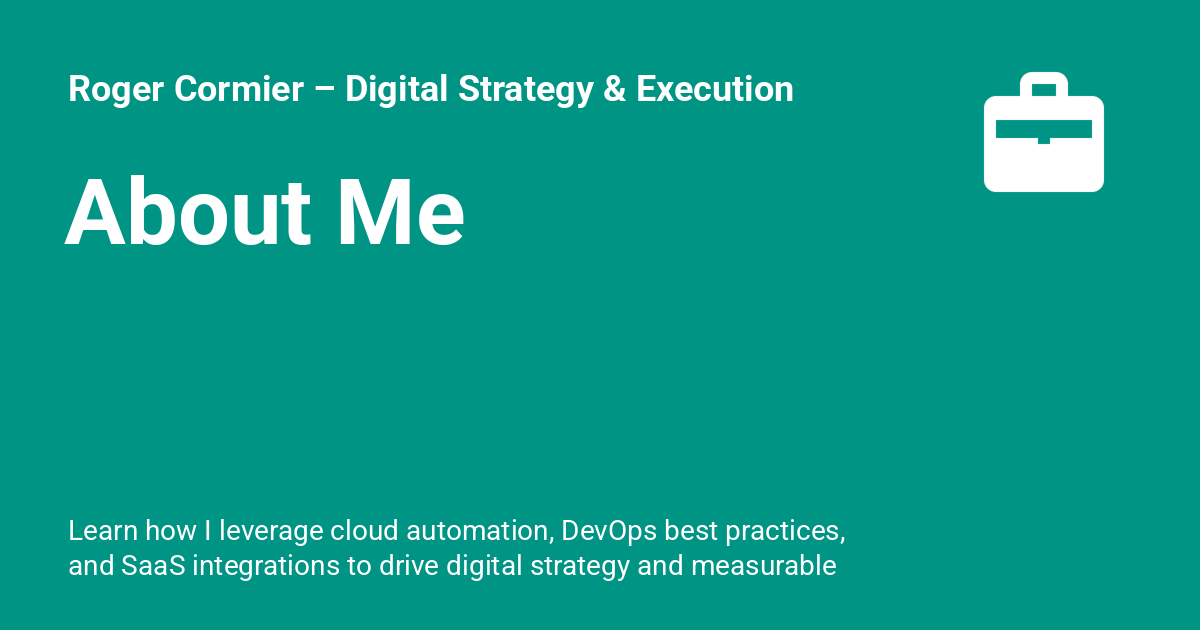 Roger Cormier – Digital Strategy & Execution
About Me
Learn how I leverage cloud automation, DevOps best practices,
and SaaS integrations to drive digital strategy and measurable